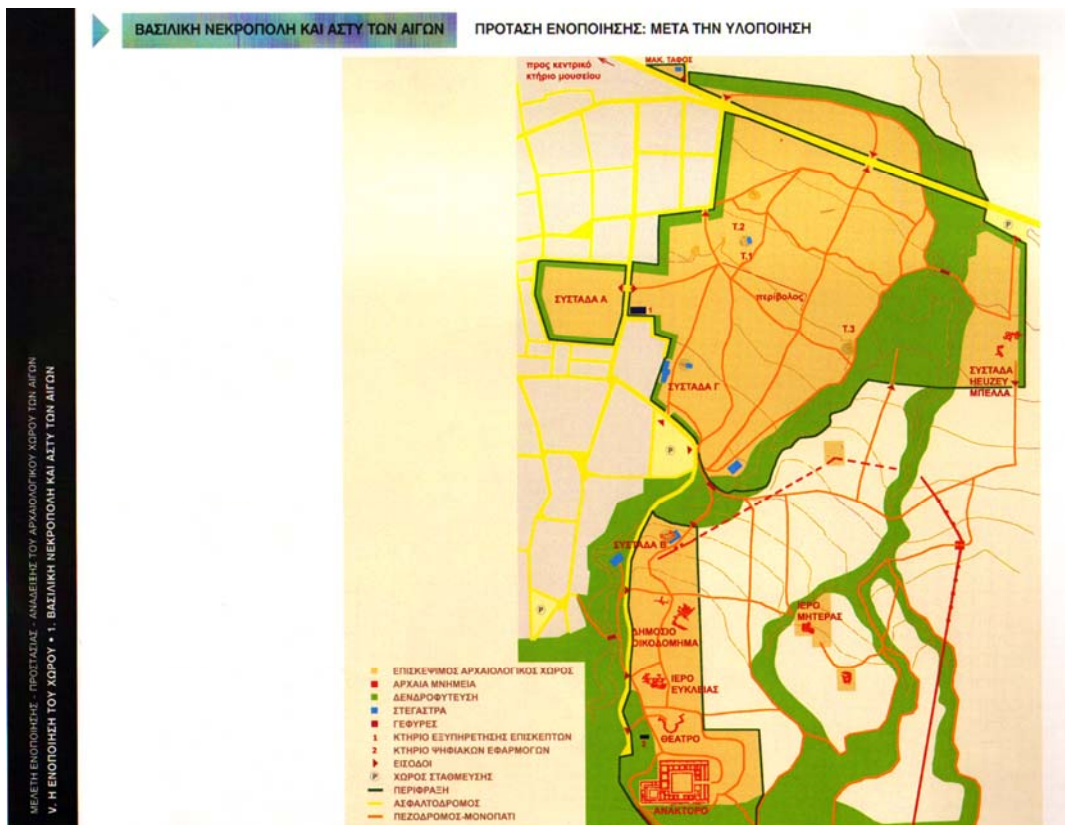 ΒΑΣΙΛΙΚΗ ΝΕΚΡΟΠΟΛΗ ΚΑΙ ΑΣΤΥ ΤΩΝ ΑΙΓΩΝ
ΠΡΟΤΑΣΗ ΕΝΟΠΟΙΗΣΗΣ: ΜΕΤΑ ΤΗΝ ΥΛΟΠΟΙΗΣΗ
ΜΕΛΕΤΗ ΕΝΟΠΟΙΗΣΗΣ - ΠΡΟΣΤΑΣΙΑΣ - ΑΝΑΔΕΙΞΗΣ ΤΟΥ ΑΡΧΑΙΟΛΟΓΙΚΟΥ ΧΩΡΟΥ ΤΩΝ ΑΙΓΩΝ
V. Η ΕΝΟΠΟΙΗΣΗ ΤΟΥ ΧΩΡΟΥ • 1. ΒΑΣΙΛΙΚΗ ΝΕΚΡΟΠΟΛΗ ΚΑΙ ΑΣΤΥ ΤΩΝ ΑΙΓΩΝ
προς κεντρικό
κτήριο μουσείου
ΜΑΚ. ΤΑΦΟΣ
P
T.2
T.1
ΣΥΣΤΑΔΑ Α
περίβολος
1
T.3
ΣΥΣΤΑΔΑ Γ
ΣΥΣΤΑΔΑ
HEUZEY
ΜΠΕΛΛΑ
P
ΣΥΣΤΑΔΑ Β
P
ΙΕΡΟ
ΜΗΤΕΡΑΣ
ΔΗΜΟΣΙΟ
ΟΙΚΟΔΟΜΗΜΑ
ΙΕΡΟ
ΕΥΚΛΕΙΑΣ
ΘΕΑΤΡΟ
2
ΑΝΑΚΤΟΡΟ
ΕΠΙΣΚΕΨΙΜΟΣ ΑΡΧΑΙΟΛΟΓΙΚΟΣ ΧΩΡΟΣ
ΑΡΧΑΙΑ ΜΝΗΜΕΙΑ
ΔΕΝΔΡΟΦΥΤΕΥΣΗ
ΣΤΕΓΑΣΤΡΑ
ΓΕΦΥΡΕΣ
1 ΚΤΗΡΙΟ ΕΞΥΠΗΡΕΤΗΣΗΣ ΕΠΙΣΚΕΠΤΩΝ
2 ΚΤΗΡΙΟ ΨΗΦΙΑΚΩΝ ΕΦΑΡΜΟΓΩΝ
ΕΙΣΟΔΟΙ
P ΧΩΡΟΣ ΣΤΑΘΜΕΥΣΗΣ
ΠΕΡΙΦΡΑΞΗ
ΑΣΦΑΛΤΟΔΡΟΜΟΣ
ΠΕΖΟΔΡΟΜΟΣ-ΜΟΝΟΠΑΤΙ